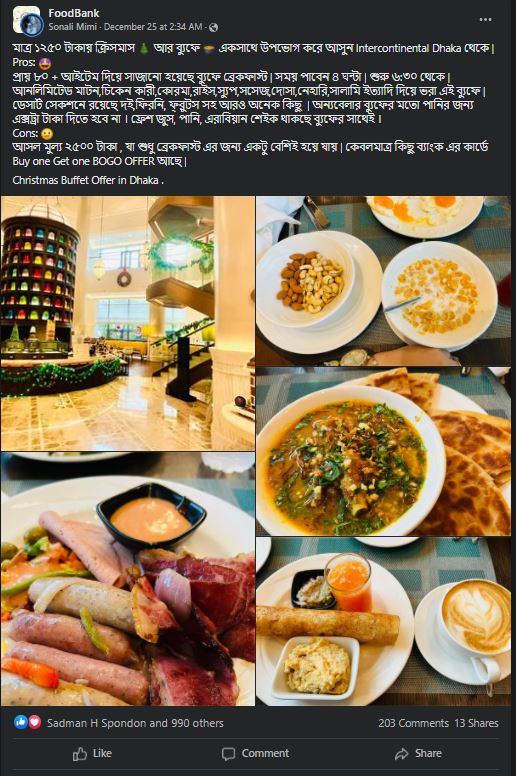 FoodBank
Sonali Mimi · December 25 at 2:34 AM ·
মাত্র ১২৫০ টাকায় ক্রিসমাস 🎄 আর ব্যুফে 🍲 একসাথে উপভোগ করে আসুন Intercontinental Dhaka থেকে |
Pros: 😍
প্রায় ৮০ + আইটেম দিয়ে সাজানো হয়েছে ব্যুফে ব্রেকফাস্ট | সময় পাবেন ৪ ঘন্টা | শুরু ৬:৩০ থেকে |
আনলিমিটেড মাটন,চিকেন কারী,কোরমা,রাইস,স্যুপ,সসেজ,দোসা,নেহারি,সালামি ইত্যাদি দিয়ে ভরা এই ব্যুফে |
ডেসার্ট সেকশনে রয়েছে দই,ফিরনি, ফ্রুটস সহ আরও অনেক কিছু | অন্যবেলার ব্যুফের মতো পানির জন্য
এক্সট্রা টাকা দিতে হবে না । ফ্রেশ জুস, পানি, এরাবিয়ান শেইক থাকছে ব্যুফের সাথেই .
Cons: 🙁
আসল মুল্য ২৫০০ টাকা , যা শুধু ব্রেকফাস্ট এর জন্য একটু বেশিই হয়ে যায় | কেবলমাত্র কিছু ব্যাংক এর কার্ডে
Buy one Get one BOGO OFFER আছে |
Christmas Buffet Offer in Dhaka .
Sadman H Spondon and 990 others
203 Comments 13 Shares
Like Comment Share